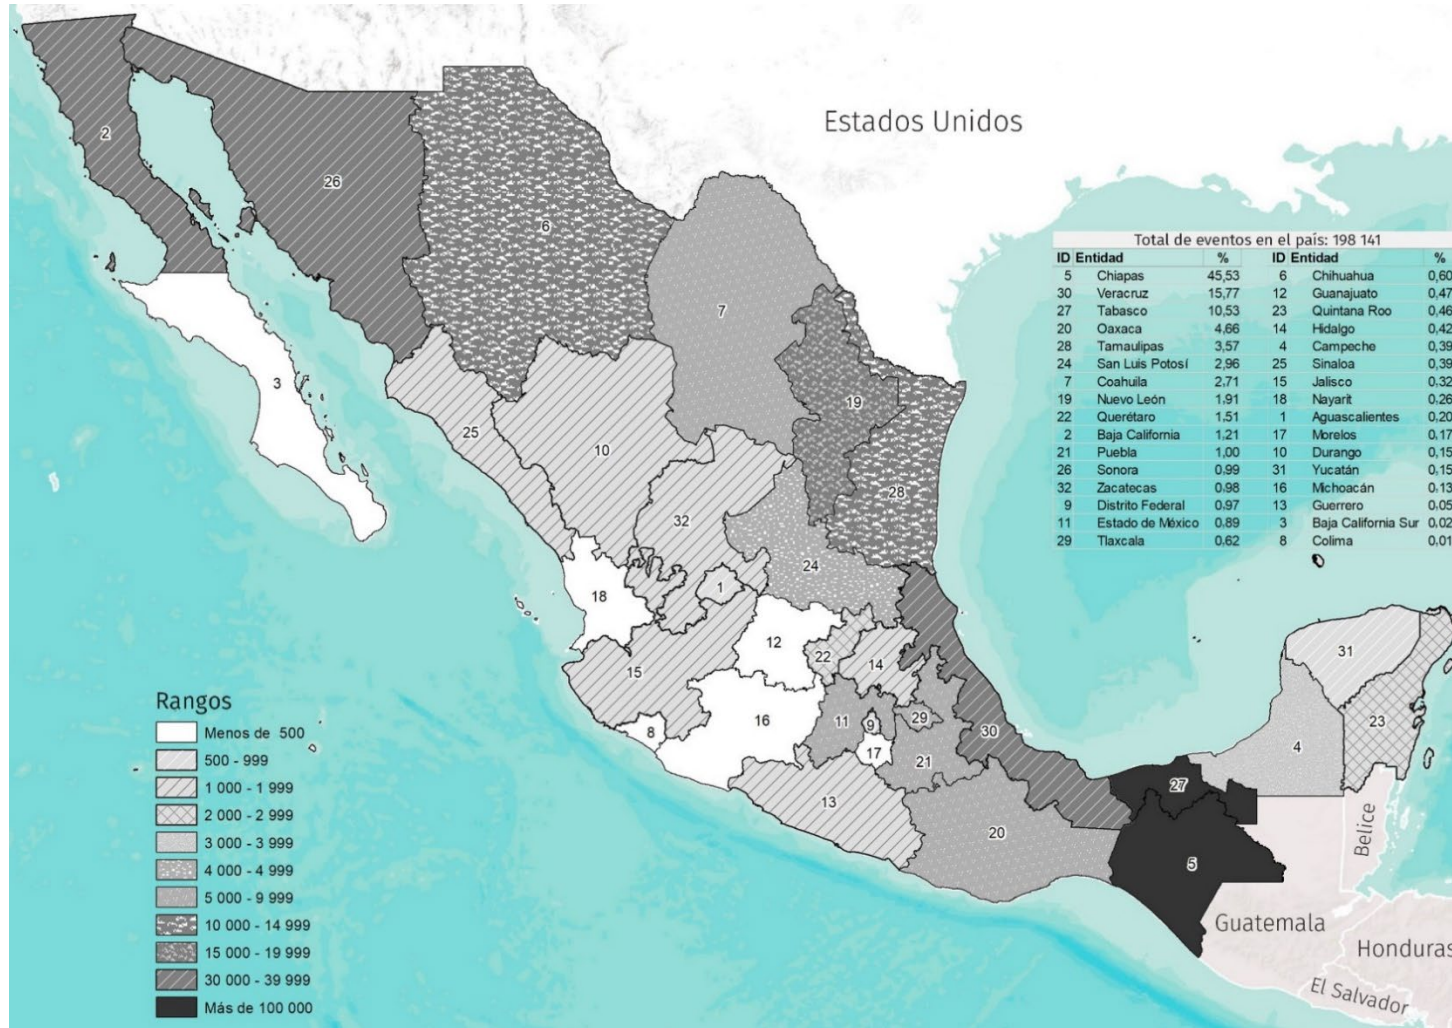 Estados Unidos
Total de eventos en el país: 198 141
ID Entidad % ID Entidad %
5 Chiapas 45,53 6 Chihuahua 0,60
30 Veracruz 15,77 12 Guanajuato 0,47
27 Tabasco 10,53 23 Quintana Roo 0,46
20 Oaxaca 4,66 14 Hidalgo 0,42
28 Tamaulipas 3,57 4 Campeche 0,39
24 San Luis Potosí 2,96 25 Sinaloa 0,39
7 Coahuila 2,71 15 Jalisco 0.32
19 Nuevo León 1.91 18 Nayarit 0.26
22 Querétaro 1,51 1 Aguascalientes 0.20
2 Baja California 1,21 17 Morelos 0.17
21 Puebla 1,00 10 Durango 0,15
26 Sonora 0,99 31 Yucatán 0,15
32 Zacatecas 0.98 16 Michoacán 0.13
9 Distrito Federal 0,97 13 Guerrero 0.05
11 Estado de México 0,89 3 Baja California Sur 0.02
29 Tlaxcala 0,62 8 Colima 0,01
2
26
6
3
7
19
25
10
28
32
24
1
18
12
22
14
31
15
16
11
9
29
23
8
17
21
30
4
13
27
20
5
Belice
Guatemala
Honduras
El Salvador
Rangos
Menos de 500
500 - 999
1 000 - 1 999
2 000 - 2 999
3 000 - 3 999
4 000 - 4 999
5 000 - 9 999
10 000 - 14 999
15 000 - 19 999
30 000 - 39 999
Más de 100 000